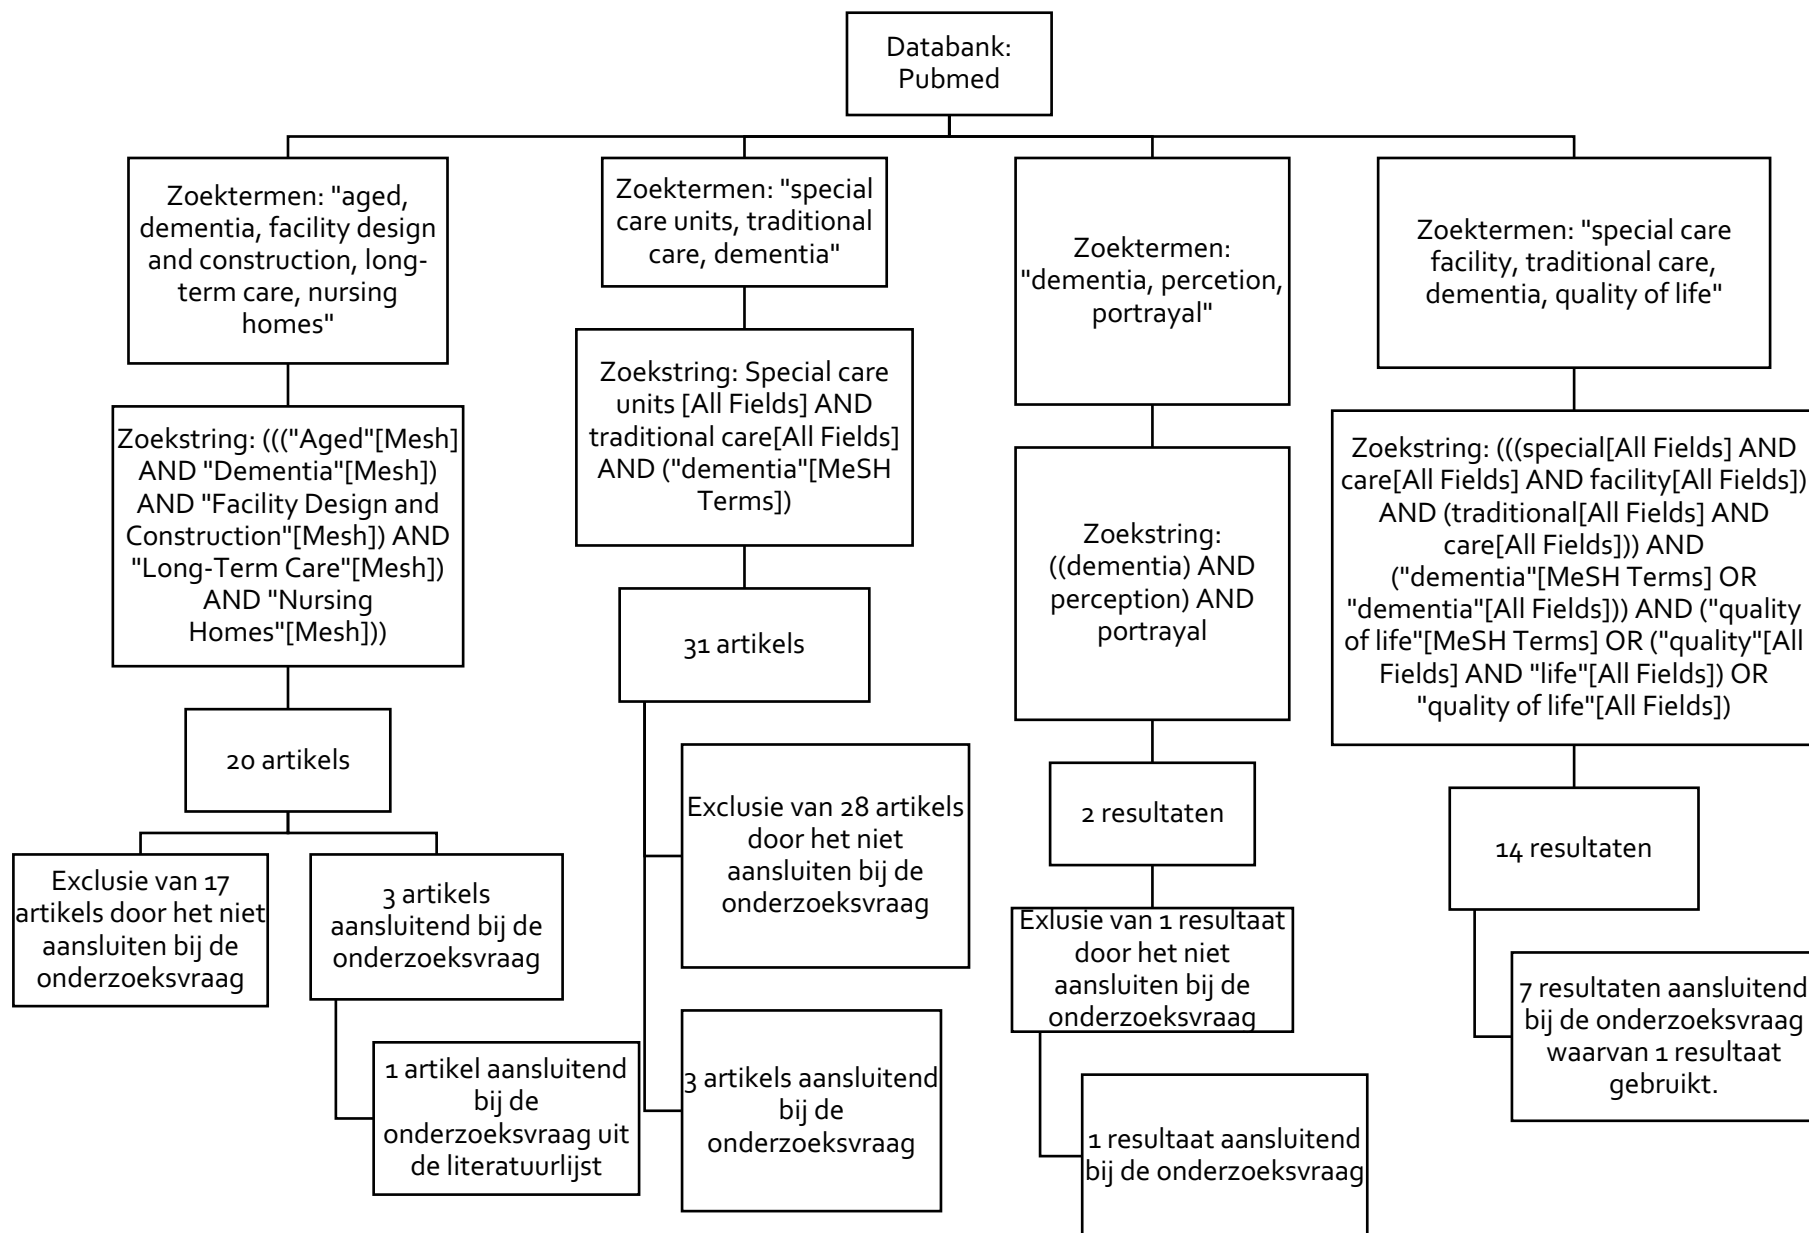 Databank:
Pubmed
Zoektermen: "aged,
dementia, facility design
and construction, long-
term care, nursing
homes"
Zoekstring: ((("Aged"[Mesh]
AND "Dementia"[Mesh])
AND "Facility Design and
Construction"[Mesh]) AND
"Long-Term Care"[Mesh])
AND "Nursing
Homes"[Mesh]))
20 artikels
Exclusie van 17
artikels door het niet
aansluiten bij de
onderzoeksvraag
3 artikels
aansluitend bij de
onderzoeksvraag
1 artikel aansluitend
bij de
onderzoeksvraag uit
de literatuurlijst
Zoektermen: "special
care units, traditional
care, dementia"
Zoekstring: Special care
units [All Fields] AND
traditional care[All Fields]
AND ("dementia"[MeSH
Terms])
31 artikels
Exclusie van 28 artikels
door het niet
aansluiten bij de
onderzoeksvraag
3 artikels aansluitend
bij de
onderzoeksvraag
Zoektermen:
"dementia, percetion,
portrayal"
Zoekstring:
((dementia) AND
perception) AND
portrayal
2 resultaten
Exlusie van 1 resultaat
door het niet
aansluiten bij de
onderzoeksvraag
1 resultaat aansluitend
bij de onderzoeksvraag
Zoektermen: "special care
facility, traditional care,
dementia, quality of life"
Zoekstring: (((special[All Fields] AND
care[All Fields] AND facility[All Fields])
AND (traditional[All Fields] AND
care[All Fields])) AND
("dementia"[MeSH Terms] OR
"dementia"[All Fields])) AND ("quality
of life"[MeSH Terms] OR ("quality"[All
Fields] AND "life"[All Fields]) OR
"quality of life"[All Fields])
14 resultaten
7 resultaten aansluitend
bij de onderzoeksvraag
waarvan 1 resultaat
gebruikt.